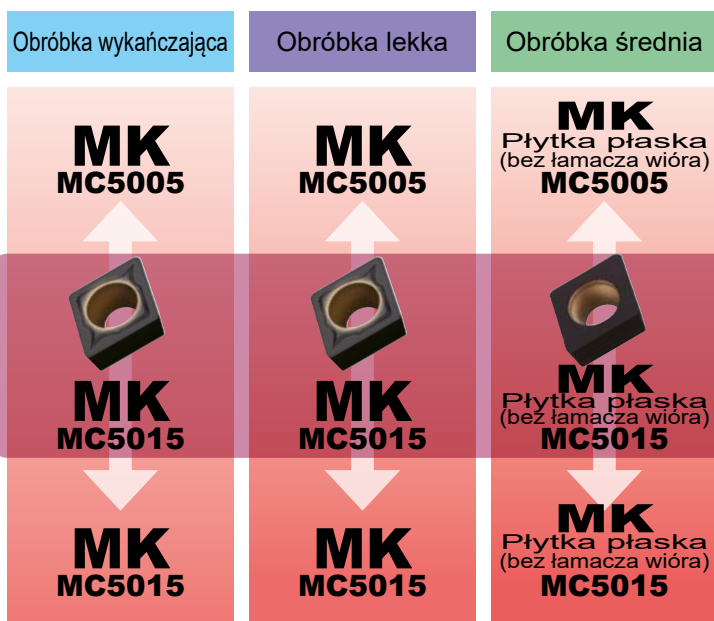 Obróbka wykańczająca
Obróbka lekka
Obróbka średnia
MK
MC5005
MK
MC5005
MK
Płytka płaska
(bez łamacza wióra)
MC5005
MK
MC5015
MK
MC5015
MK
Płytka płaska
(bez łamacza wióra)
MC5015
MK
MC5015
MK
MC5015
MK
Płytka płaska
(bez łamacza wióra)
MC5015